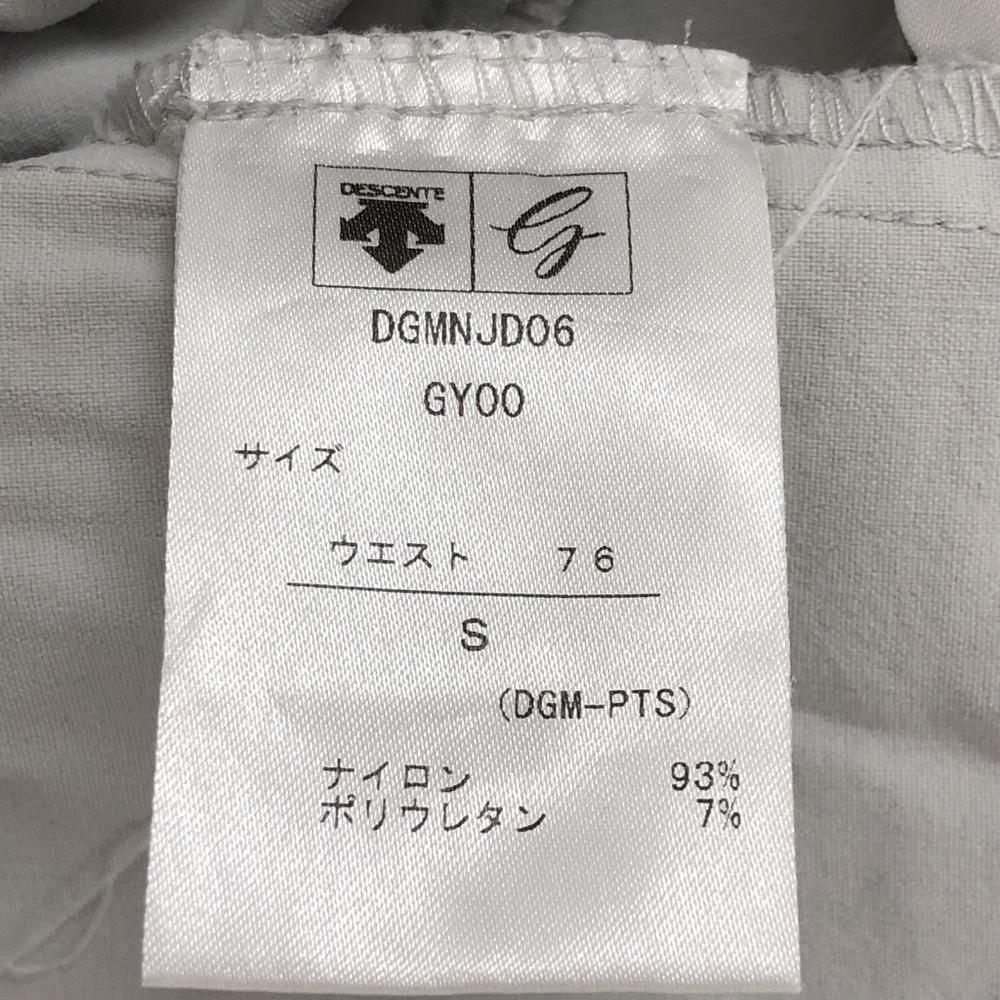 DESCENTE
G
DGMNJD06
GY00
サイズ
ウエスト 76
S
(DGM-PTS)
ナイロン 93%
ポリウレタン 7%